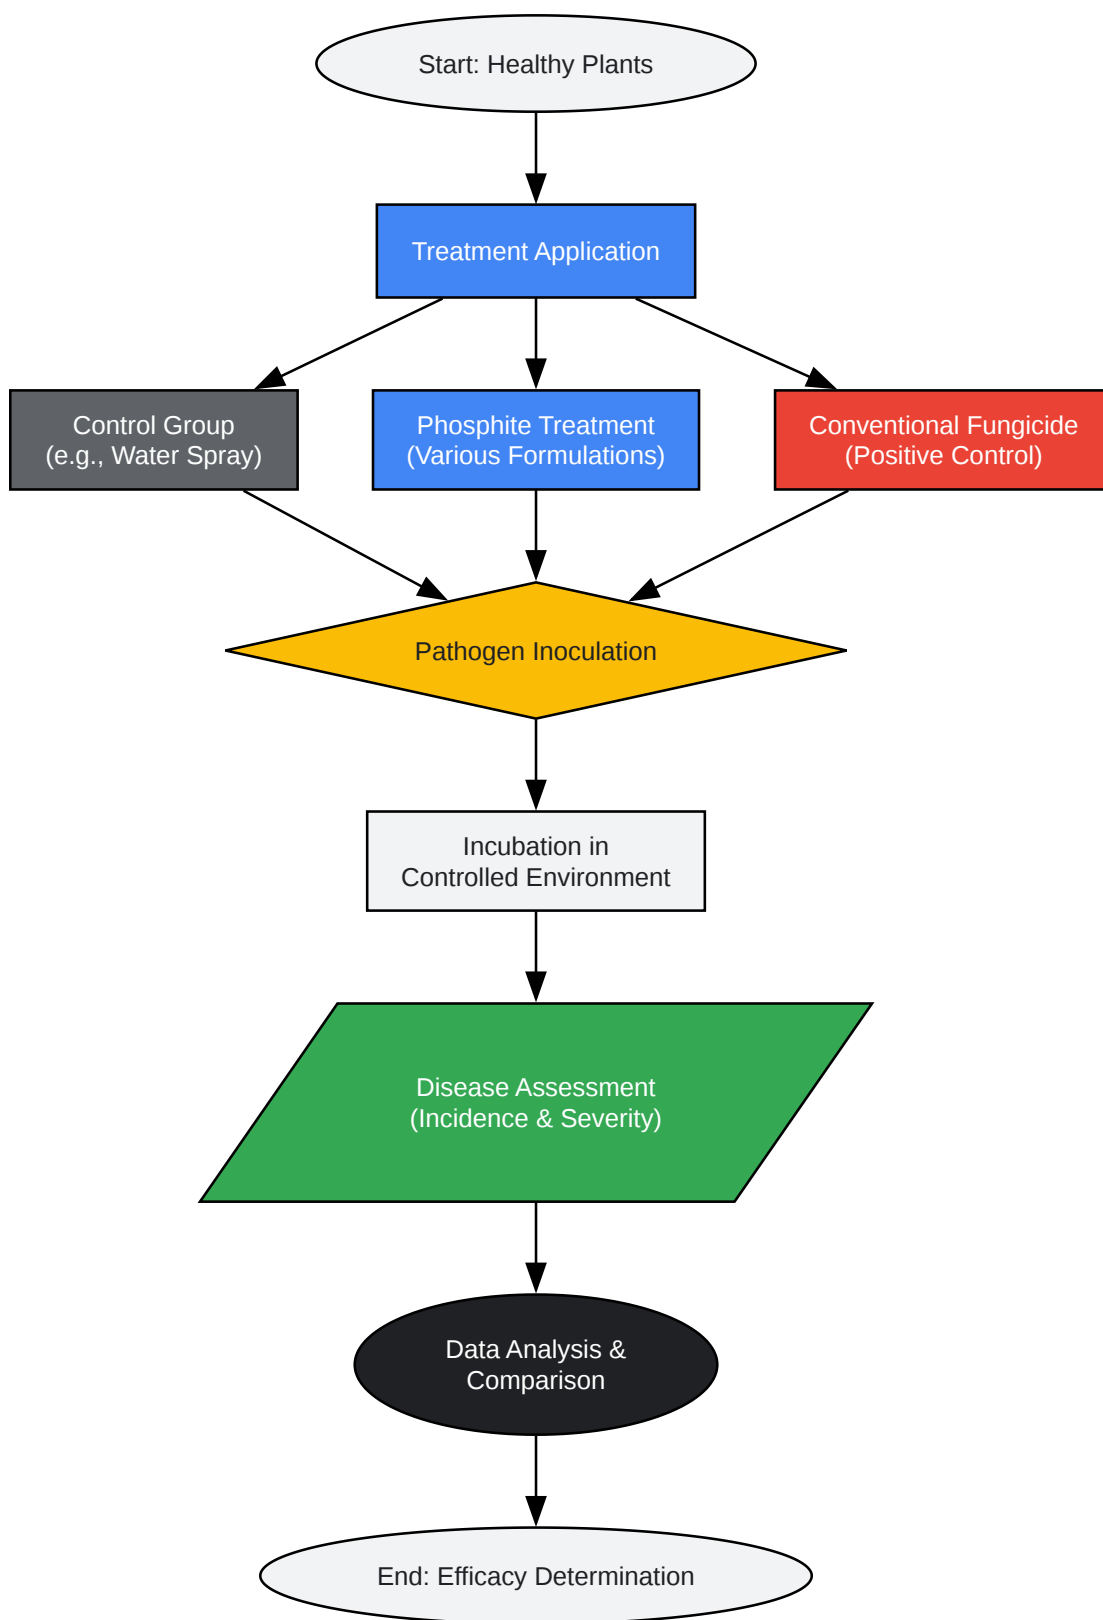 Start: Healthy Plants
Treatment Application
Control Group
(e.g., Water Spray)
Phosphite Treatment
(Various Formulations)
Conventional Fungicide
(Positive Control)
Pathogen Inoculation
Incubation in
Controlled Environment
Disease Assessment
(Incidence & Severity)
Data Analysis &
Comparison
End: Efficacy Determination